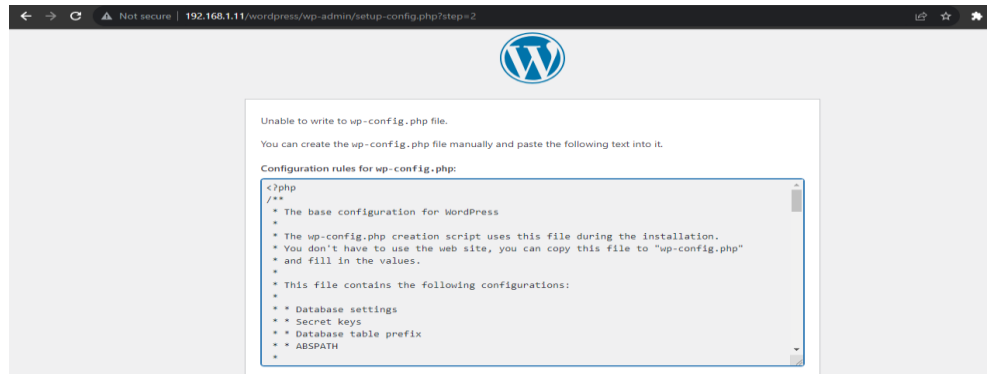 Not secure | 192.168.1.11/wordpress/wp-admin/setup-config.php?step=2
W
Unable to write to wp-config.php file.
You can create the wp-config.php file manually and paste the following text into it.
Configuration rules for wp-config.php:
<?php
/**
 * The base configuration for WordPress
 *
 * The wp-config.php creation script uses this file during the installation.
 * You don't have to use the web site, you can copy this file to "wp-config.php"
 * and fill in the values.
 *
 * This file contains the following configurations:
 *
 * * Database settings
 * * Secret keys
 * * Database table prefix
 * * ABSPATH
 *